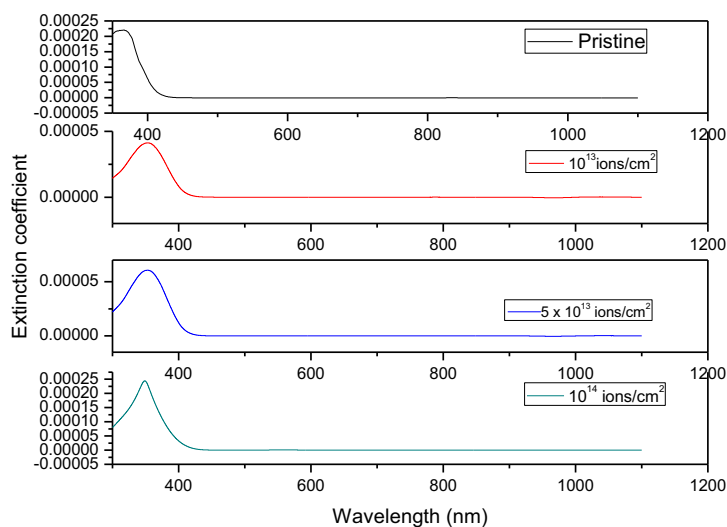 Extinction coefficient
0.00025
0.00020
0.00015
0.00010
0.00005
0.00000
-0.00005
Pristine
400 600 800 1000 1200
0.00005
0.00000
10¹³ions/cm²
400 600 800 1000 1200
0.00005
0.00000
5 x 10¹³ ions/cm²
400 600 800 1000 1200
0.00025
0.00020
0.00015
0.00010
0.00005
0.00000
-0.00005
10¹⁴ ions/cm²
400 600 800 1000 1200
Wavelength (nm)